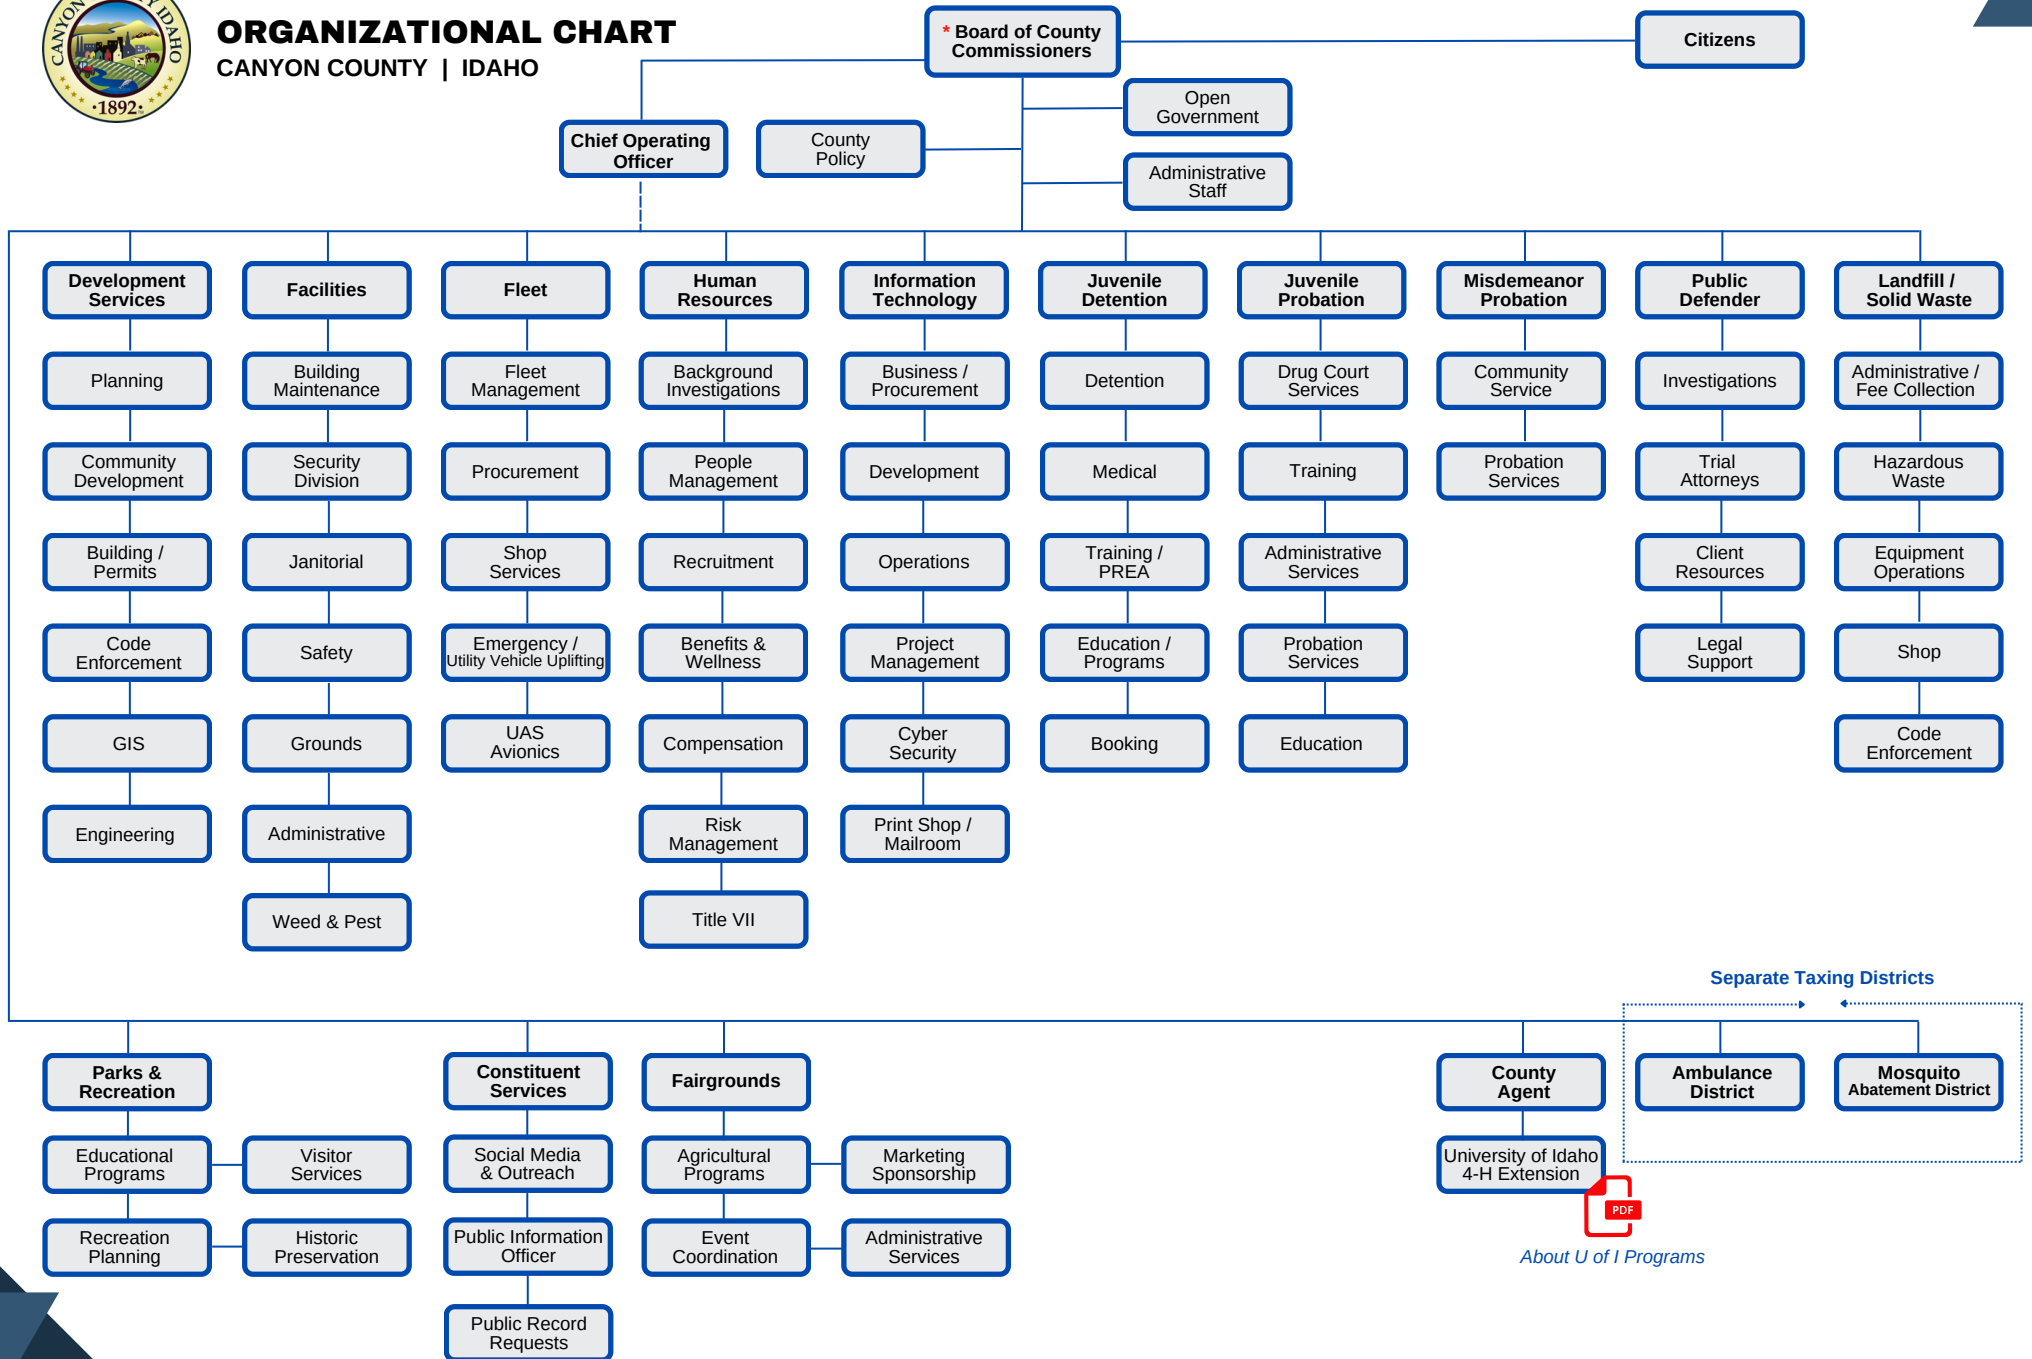 CANYON COUNTY IDAHO
·1892·
ORGANIZATIONAL CHART
CANYON COUNTY | IDAHO
* Board of County
Commissioners
Citizens
Open
Government
Chief Operating
Officer
County
Policy
Administrative
Staff
Development
Services
Facilities
Fleet
Human
Resources
Information
Technology
Juvenile
Detention
Juvenile
Probation
Misdemeanor
Probation
Public
Defender
Landfill /
Solid Waste
Planning
Building
Maintenance
Fleet
Management
Background
Investigations
Business /
Procurement
Detention
Drug Court
Services
Community
Service
Investigations
Administrative /
Fee Collection
Community
Development
Security
Division
Procurement
People
Management
Development
Medical
Training
Probation
Services
Trial
Attorneys
Hazardous
Waste
Building /
Permits
Janitorial
Shop
Services
Recruitment
Operations
Training /
PREA
Administrative
Services
Client
Resources
Equipment
Operations
Code
Enforcement
Safety
Emergency /
Utility Vehicle Uplifting
Benefits &
Wellness
Project
Management
Education /
Programs
Probation
Services
Legal
Support
Shop
GIS
Grounds
UAS
Avionics
Compensation
Cyber
Security
Booking
Education
Code
Enforcement
Engineering
Administrative
Risk
Management
Print Shop /
Mailroom
Weed & Pest
Title VII
Separate Taxing Districts
Parks &
Recreation
Constituent
Services
Fairgrounds
County
Agent
Ambulance
District
Mosquito
Abatement District
Educational
Programs
Visitor
Services
Social Media
& Outreach
Agricultural
Programs
Marketing
Sponsorship
University of Idaho
4-H Extension
PDF
Recreation
Planning
Historic
Preservation
Public Information
Officer
Event
Coordination
Administrative
Services
About U of I Programs
Public Record
Requests